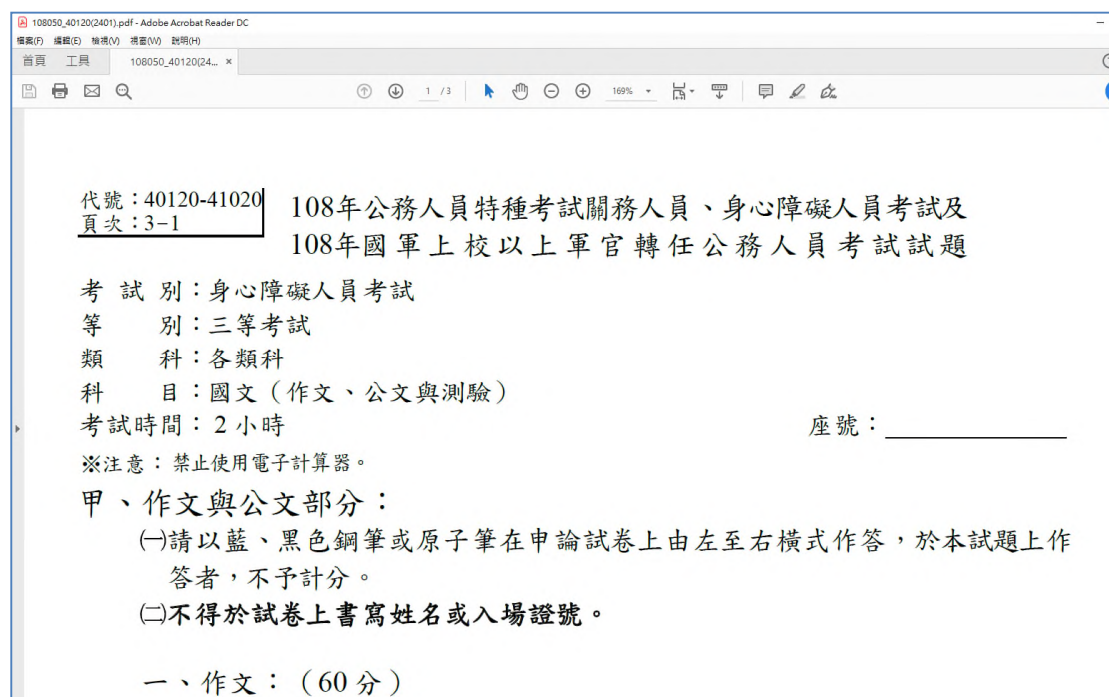 108050_40120(2401).pdf - Adobe Acrobat Reader DC
檔案(F) 編輯(E) 檢視(V) 視窗(W) 說明(H)
首頁 工具 108050_40120(24... ×
1 / 3 169%
代號：40120-41020
頁次：3-1
108年公務人員特種考試關務人員、身心障礙人員考試及
108年國軍上校以上軍官轉任公務人員考試試題
考試別：身心障礙人員考試
等別：三等考試
類科：各類科
科目：國文（作文、公文與測驗）
考試時間：2小時 座號：
※注意：禁止使用電子計算器。
甲、作文與公文部分：
㈠請以藍、黑色鋼筆或原子筆在申論試卷上由左至右橫式作答，於本試題上作
答者，不予計分。
㈡不得於試卷上書寫姓名或入場證號。
一、作文：（60分）